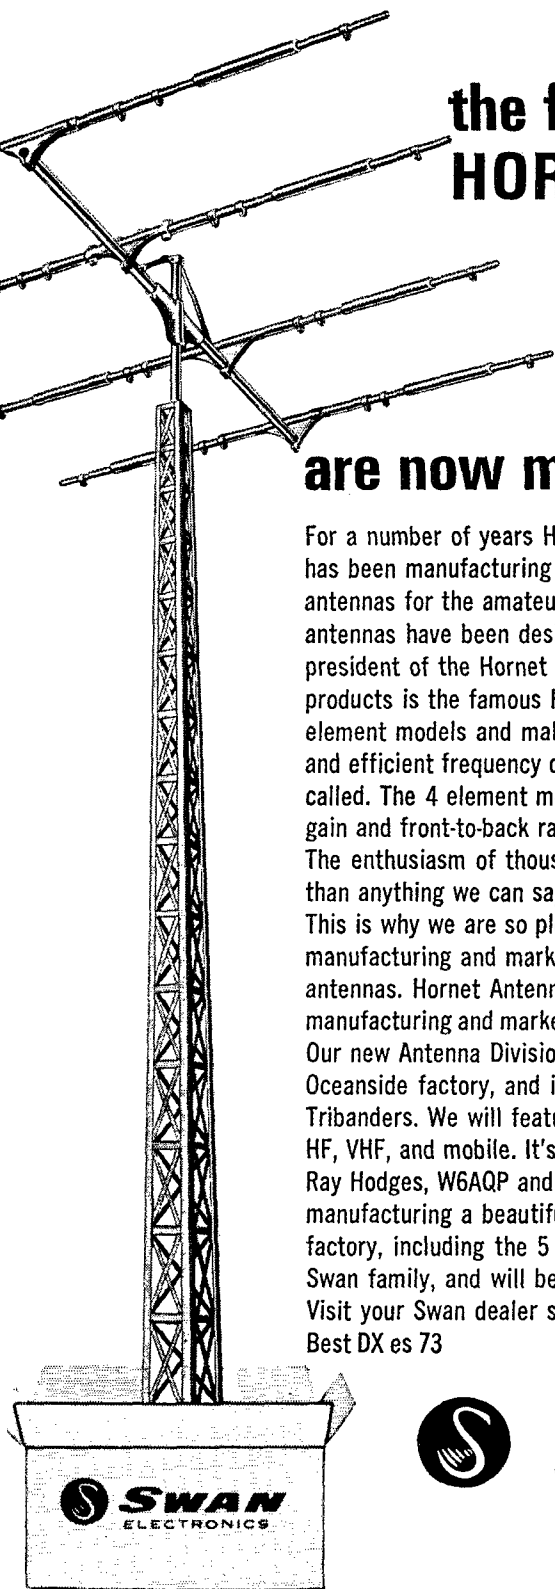 the f
HOR
are now m
For a number of years H
has been manufacturing
antennas for the amateu
antennas have been des
president of the Hornet
products is the famous
element models and mal
and efficient frequency
called. The 4 element m
gain and front-to-back ra
The enthusiasm of thous
than anything we can sa
This is why we are so pl
manufacturing and mark
antennas. Hornet Antenn
manufacturing and marke
Our new Antenna Divisio
Oceanside factory, and i
Tribanders. We will featu
HF, VHF, and mobile. It's
Ray Hodges, W6AQP and
manufacturing a beautifu
factory, including the 5
Swan family, and will be
Visit your Swan dealer s
Best DX es 73
S
S SWAN
ELECTRONICS